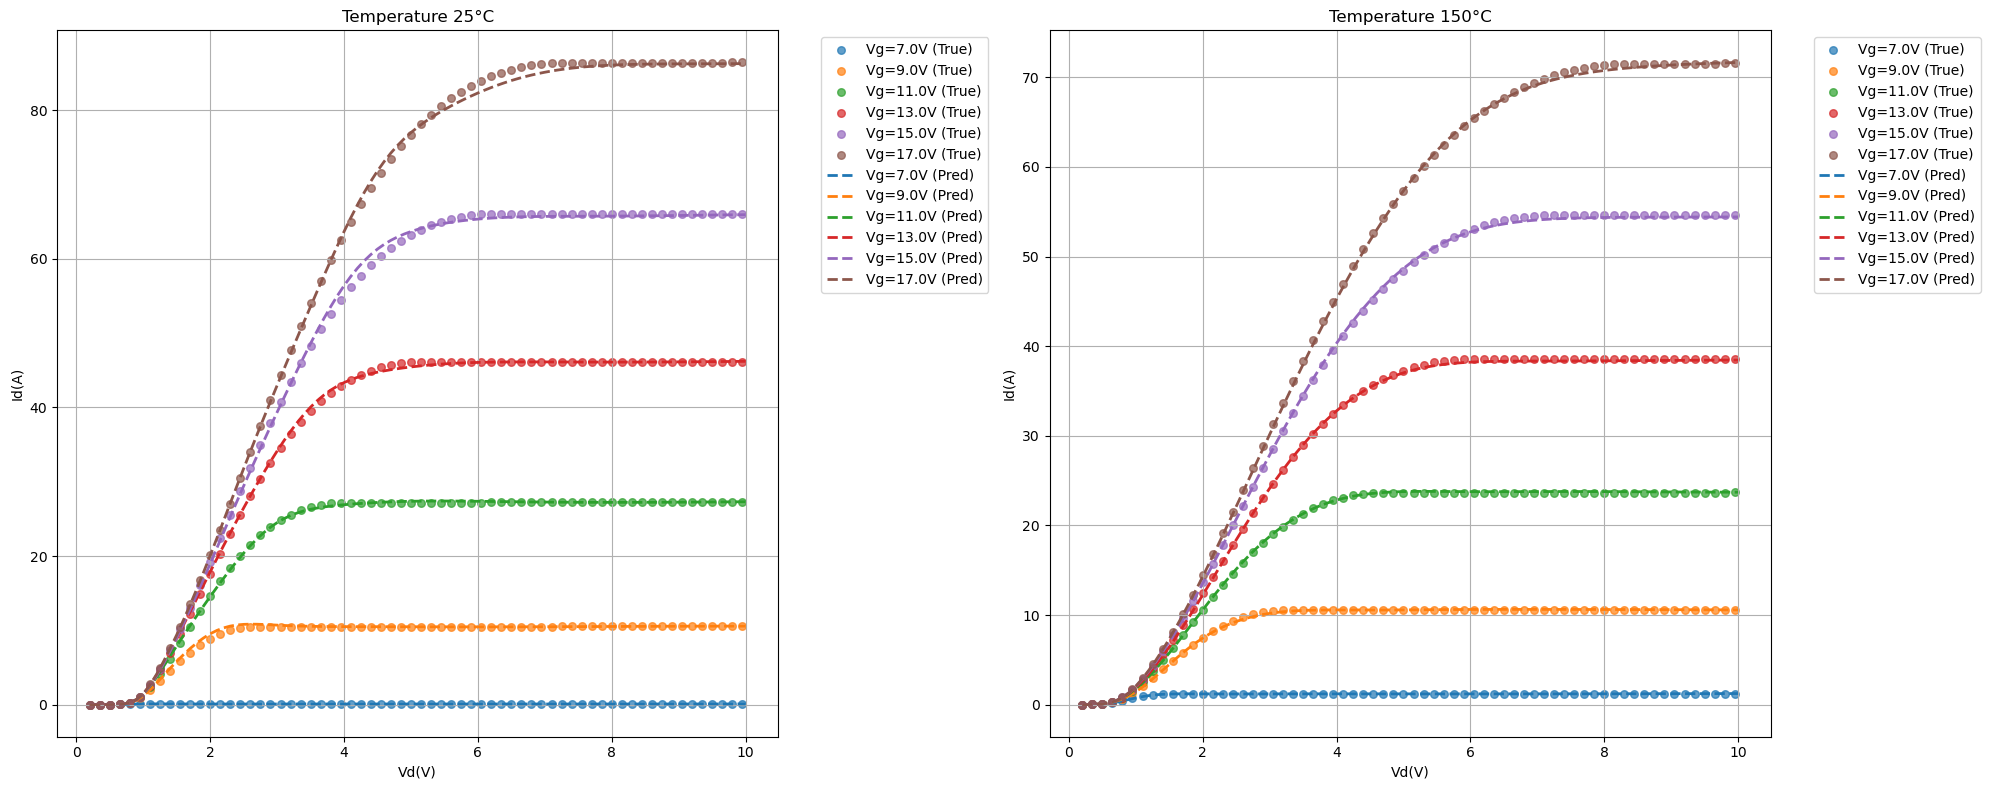 Temperature 25°C
Id(A)
80
60
40
20
0
0 2 4 6 8 10
Vd(V)
Vg=7.0V (True)
Vg=9.0V (True)
Vg=11.0V (True)
Vg=13.0V (True)
Vg=15.0V (True)
Vg=17.0V (True)
Vg=7.0V (Pred)
Vg=9.0V (Pred)
Vg=11.0V (Pred)
Vg=13.0V (Pred)
Vg=15.0V (Pred)
Vg=17.0V (Pred)
Temperature 150°C
Id(A)
70
60
50
40
30
20
10
0
0 2 4 6 8 10
Vd(V)
Vg=7.0V (True)
Vg=9.0V (True)
Vg=11.0V (True)
Vg=13.0V (True)
Vg=15.0V (True)
Vg=17.0V (True)
Vg=7.0V (Pred)
Vg=9.0V (Pred)
Vg=11.0V (Pred)
Vg=13.0V (Pred)
Vg=15.0V (Pred)
Vg=17.0V (Pred)